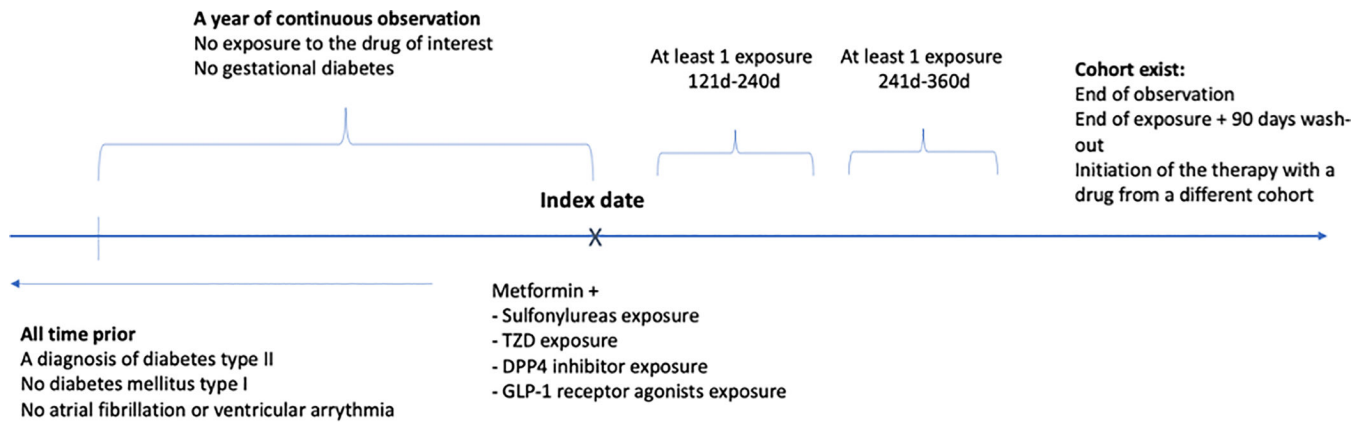 A year of continuous observation
No exposure to the drug of interest
No gestational diabetes
At least 1 exposure
121d-240d
At least 1 exposure
241d-360d
Cohort exist:
End of observation
End of exposure + 90 days wash-
out
Initiation of the therapy with a
drug from a different cohort
Index date
X
All time prior
A diagnosis of diabetes type II
No diabetes mellitus type I
No atrial fibrillation or ventricular arrythmia
Metformin +
- Sulfonylureas exposure
- TZD exposure
- DPP4 inhibitor exposure
- GLP-1 receptor agonists exposure